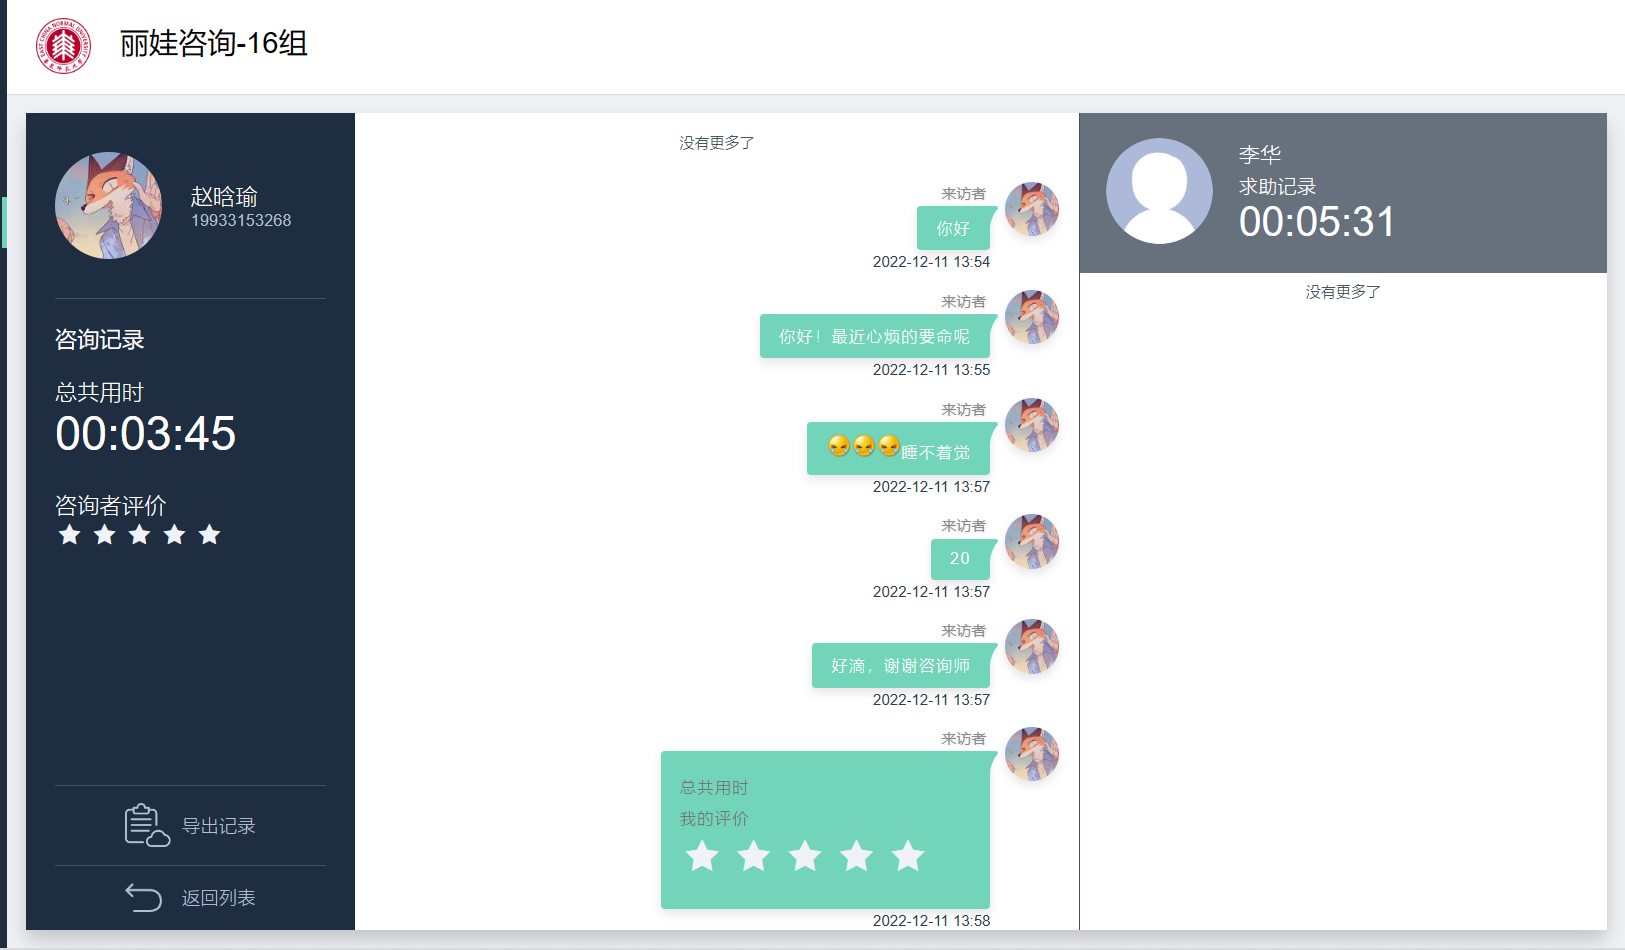 EAST CHINA NORMAL UNIVERSITY
丽娃咨询-16组
赵晗瑜
19933153268
咨询记录
总共用时
00:03:45
咨询者评价
导出记录
返回列表
没有更多了
来访者
你好
2022-12-11 13:54
来访者
你好！最近心烦的要命呢
2022-12-11 13:55
来访者
睡不着觉
2022-12-11 13:57
来访者
20
2022-12-11 13:57
来访者
好滴，谢谢咨询师
2022-12-11 13:57
来访者
总共用时
我的评价
2022-12-11 13:58
李华
求助记录
00:05:31
没有更多了